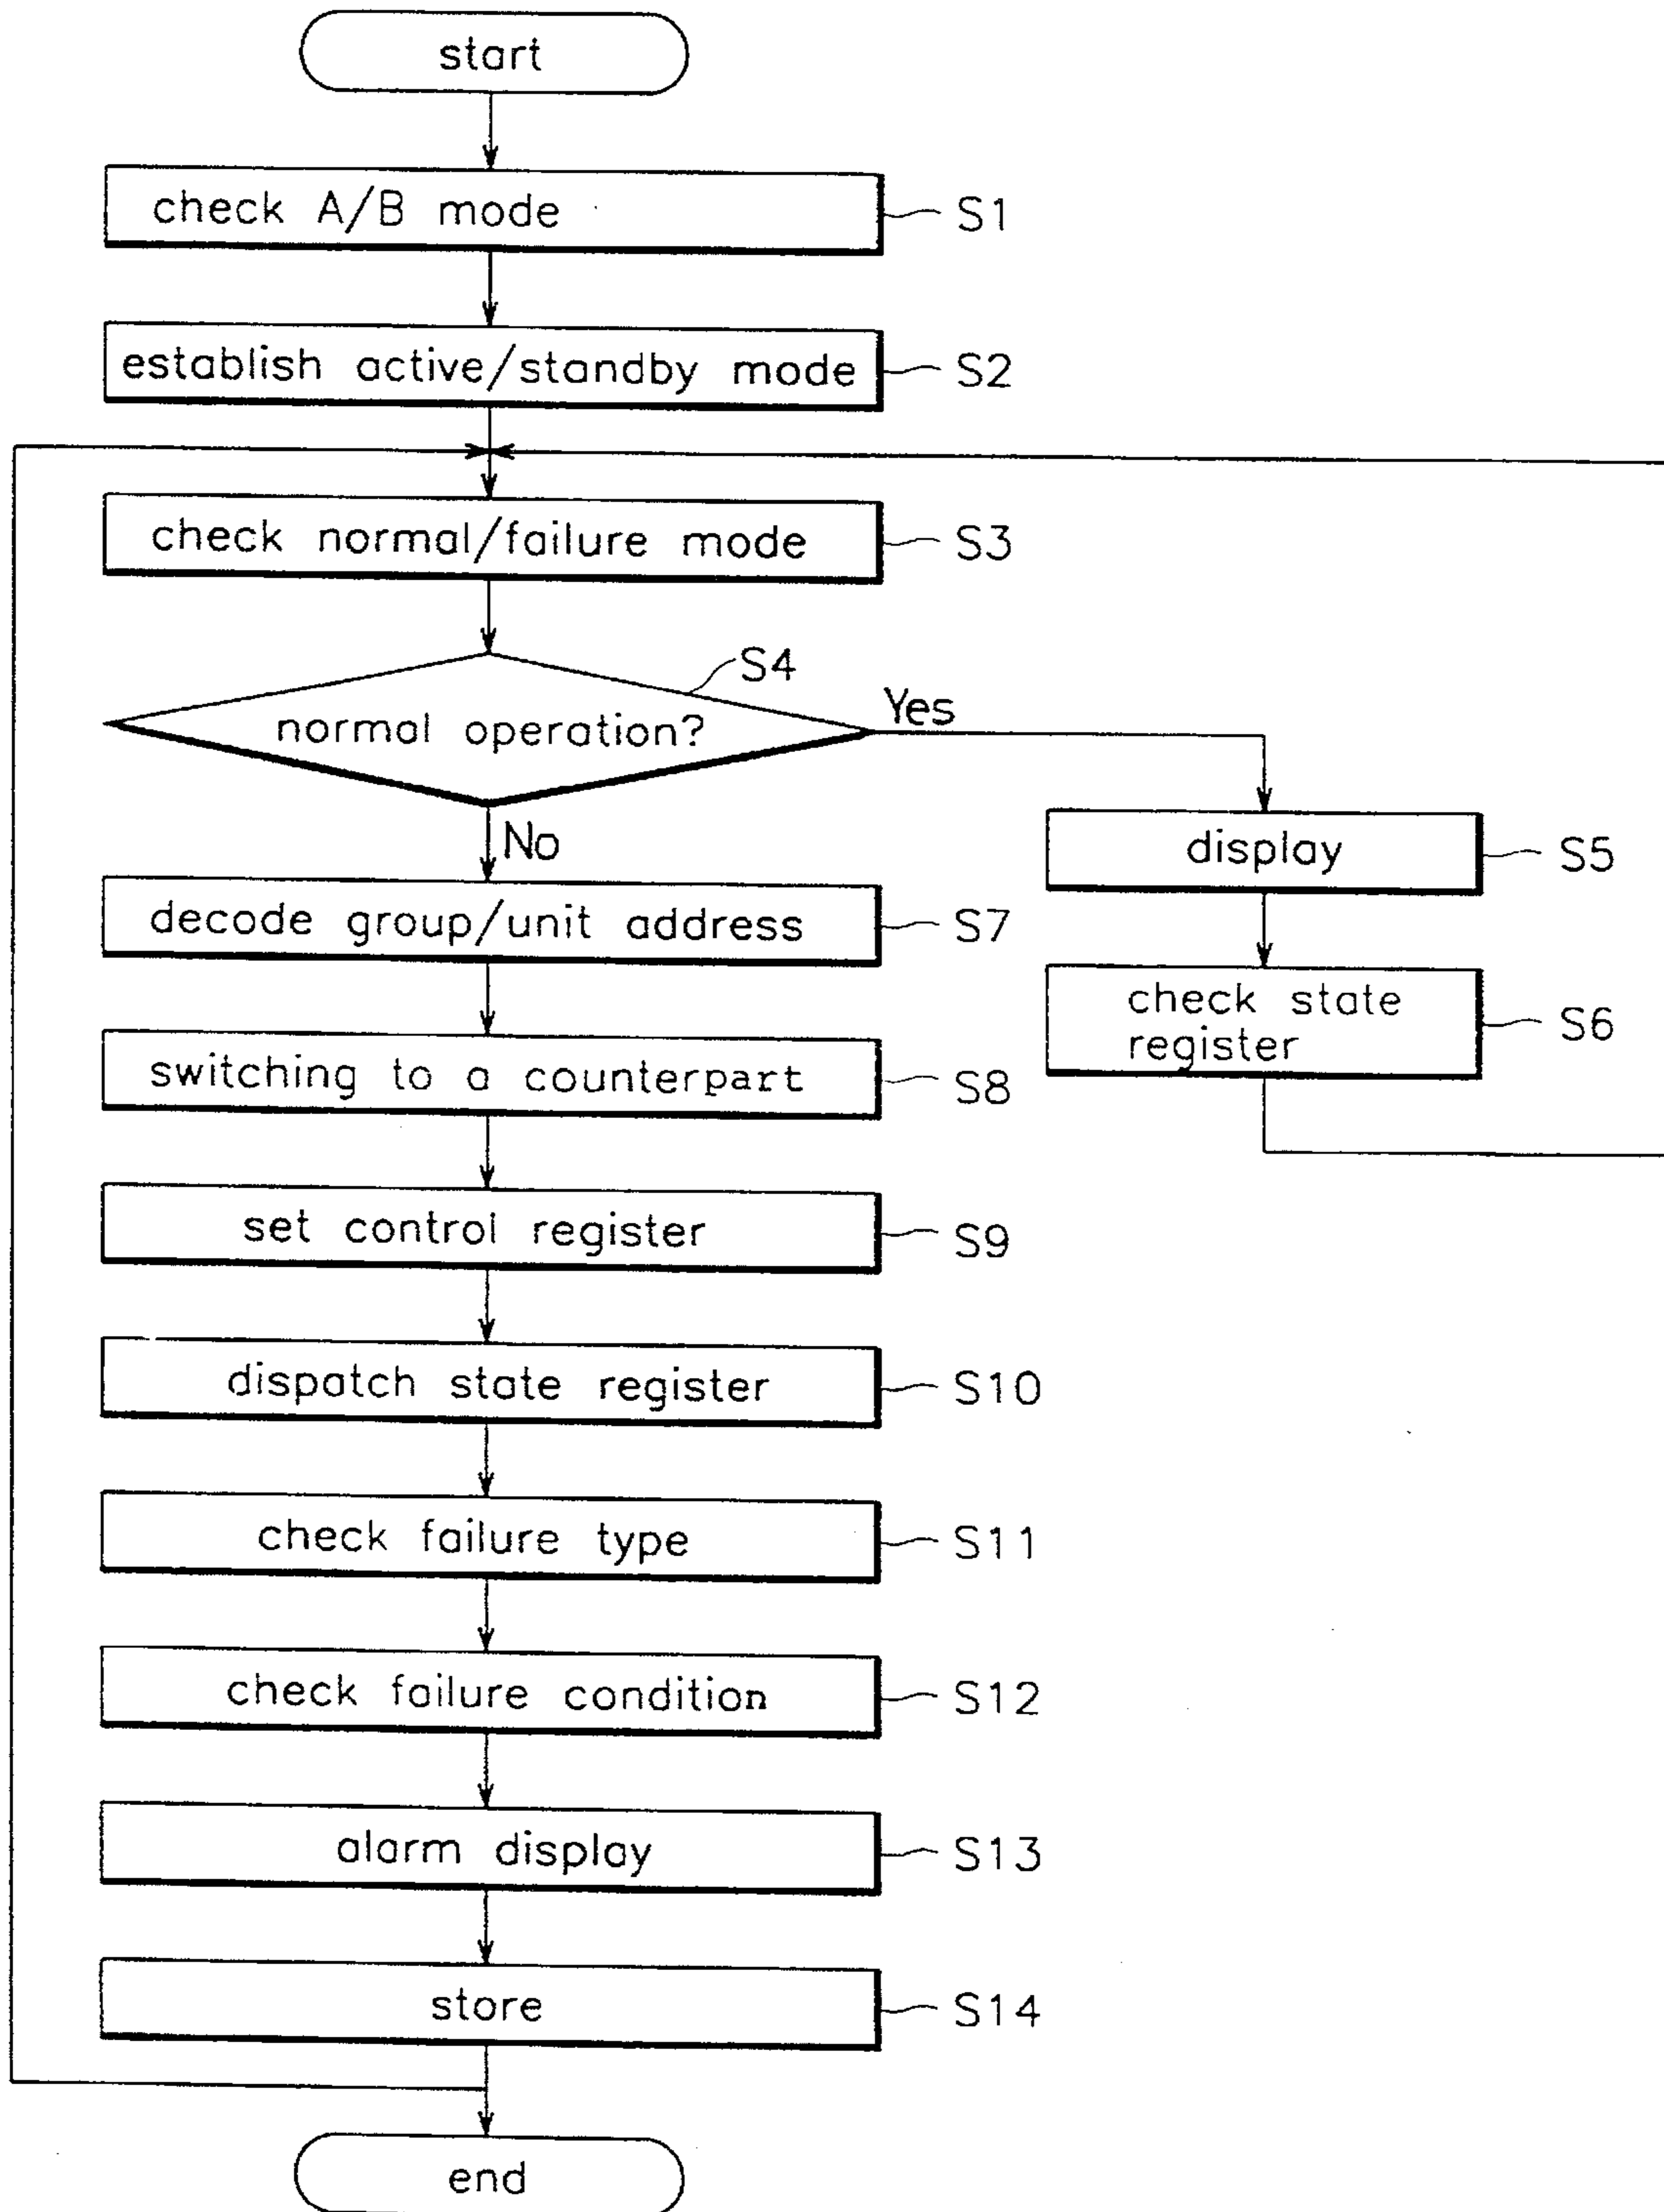 start
check A/B mode
S1
establish active/standby mode
S2
check normal/failure mode
S3
S4
normal operation?
Yes
No
display
S5
check state
register
S6
decode group/unit address
S7
switching to a counterpart
S8
set control register
S9
dispatch state register
S10
check failure type
S11
check failure condition
S12
alarm display
S13
store
S14
end